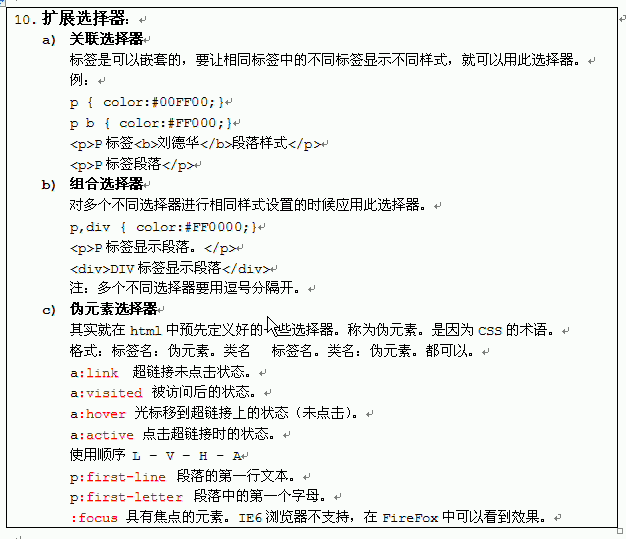 10. 扩展选择器：
a) 关联选择器
标签是可以嵌套的，要让相同标签中的不同标签显示不同样式，就可以用此选择器。
例：
p { color:#00FF00;}
p b { color:#FF000;}
<p>P 标签<b>刘德华</b>段落样式</p>
<p>P 标签段落</p>
b) 组合选择器
对多个不同选择器进行相同样式设置的时候应用此选择器。
p,div { color:#FF0000;}
<p>P 标签显示段落。</p>
<div>DIV 标签显示段落</div>
注：多个不同选择器要用逗号分隔开。
c) 伪元素选择器
其实就在 html 中预先定义好的一些选择器。称为伪元素。是因为 CSS 的术语。
格式：标签名：伪元素。类名 标签名。类名：伪元素。都可以。
a:link 超链接未点击状态。
a:visited 被访问后的状态。
a:hover 光标移到超链接上的状态（未点击）。
a:active 点击超链接时的状态。
使用顺序 L – V – H – A
p:first-line 段落的第一行文本。
p:first-letter 段落中的第一个字母。
:focus 具有焦点的元素。IE6 浏览器不支持，在 FireFox 中可以看到效果。